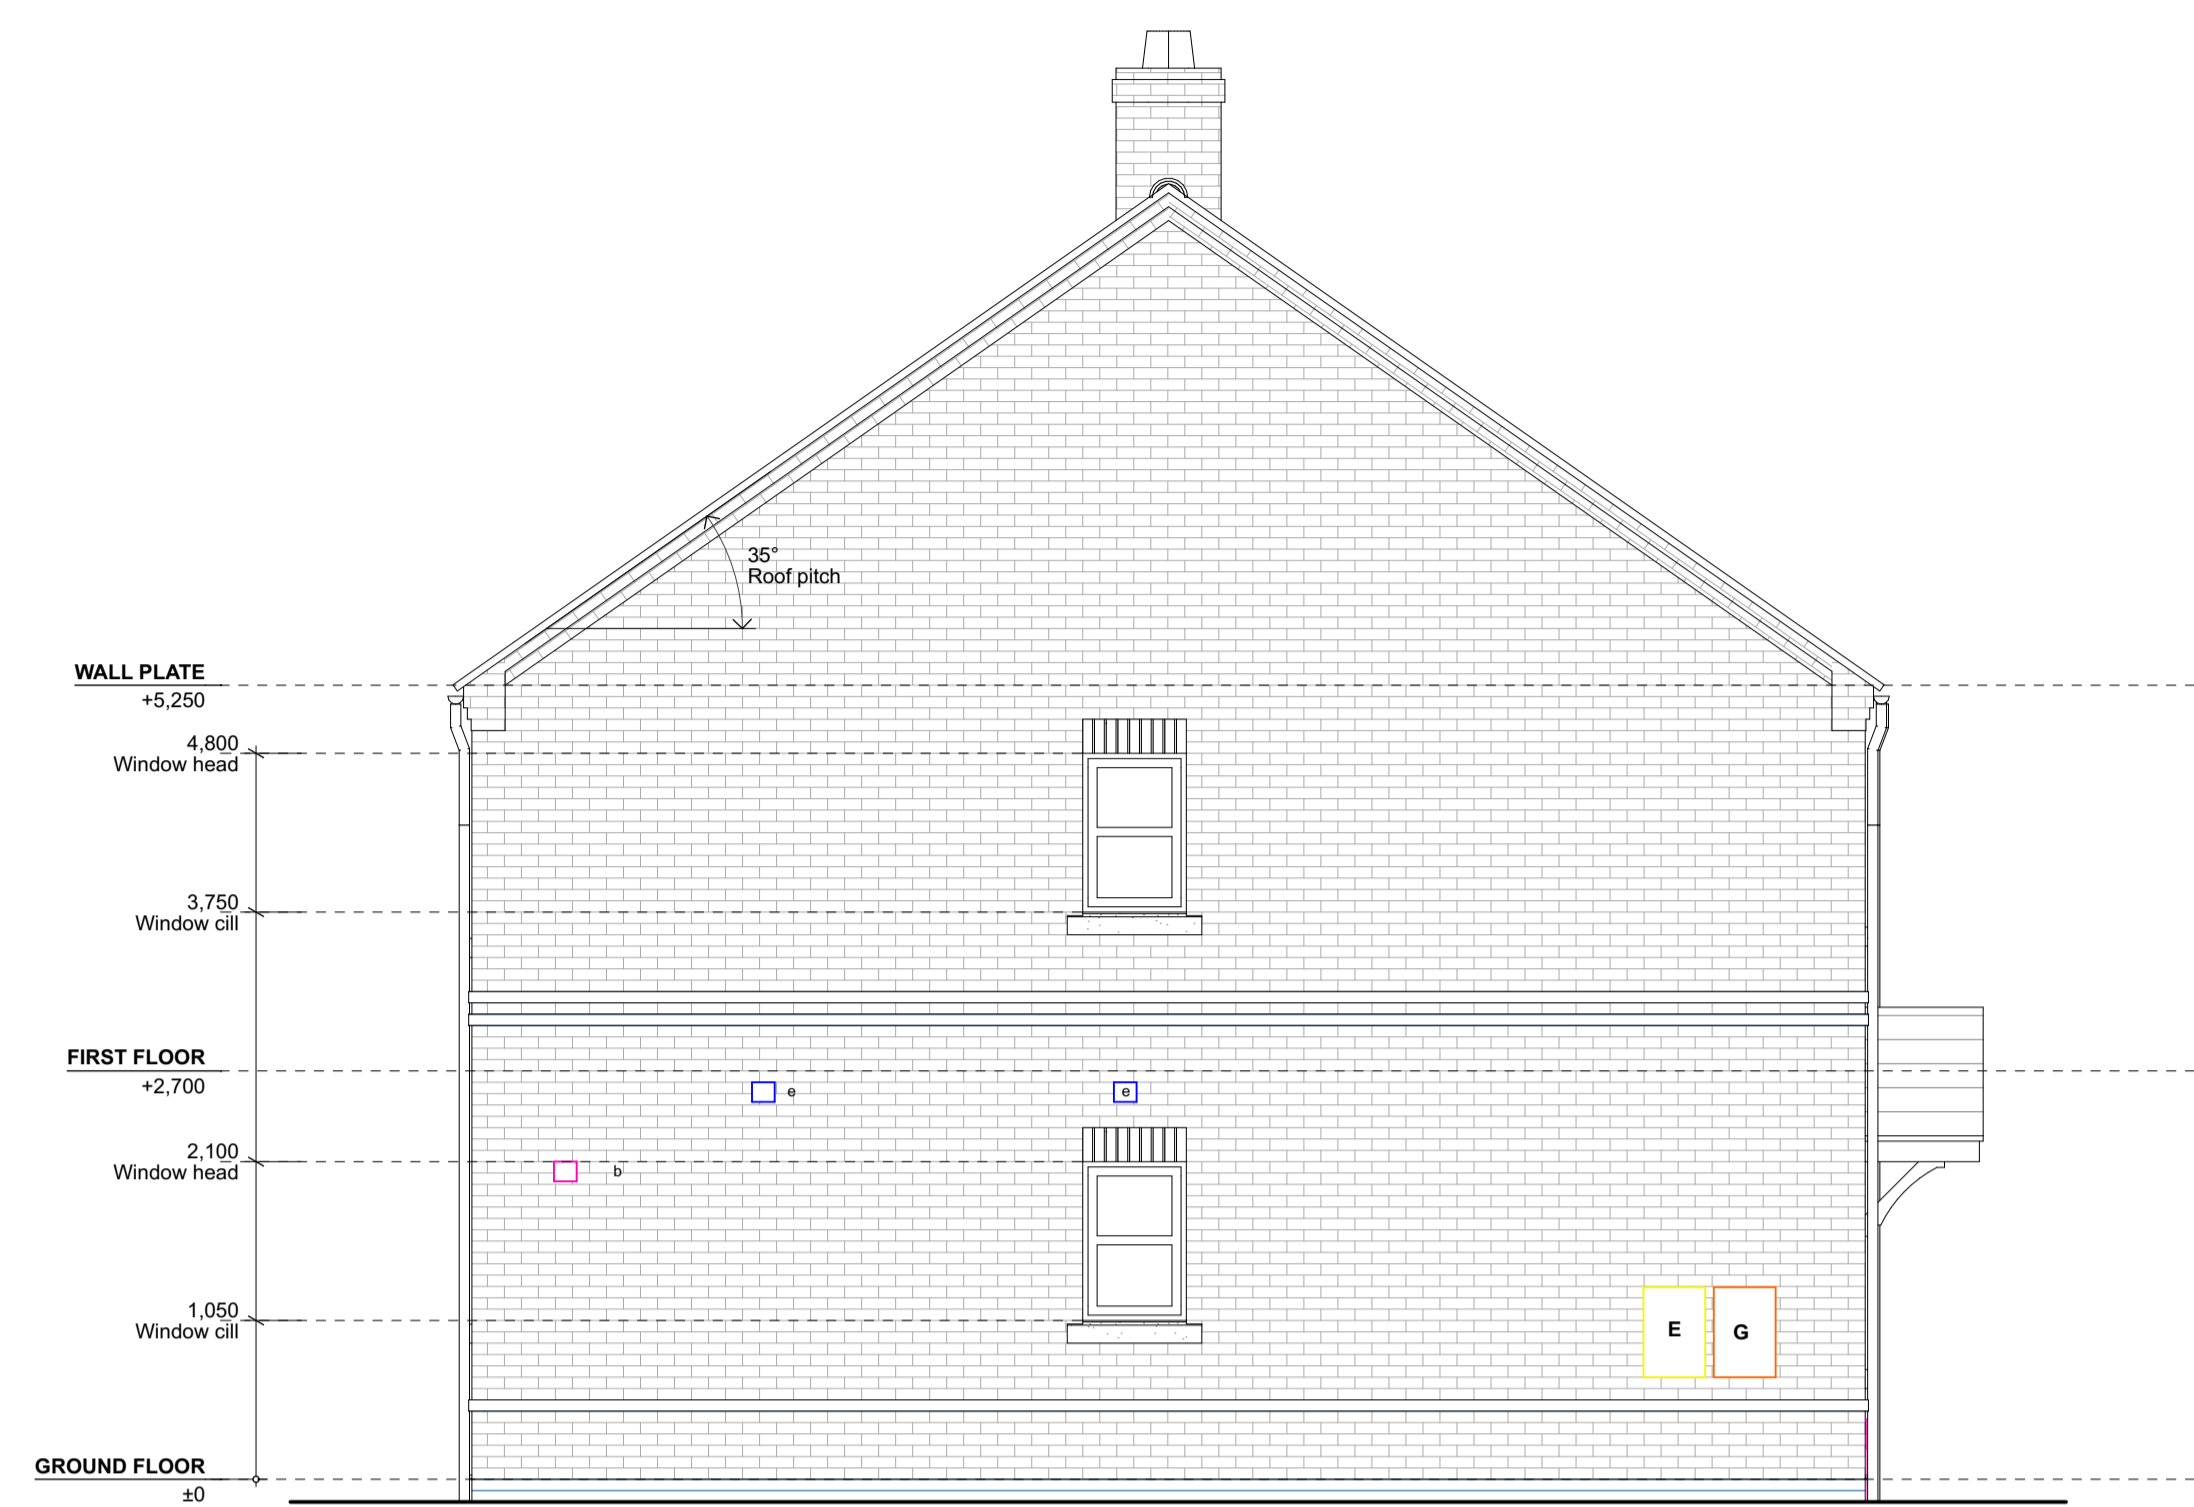 35°
Roof pitch
WALL PLATE
+5,250
4,800
Window head
3,750
Window cill
FIRST FLOOR
+2,700
e
e
2,100
Window head
b
1,050
Window cill
E
G
GROUND FLOOR
±0